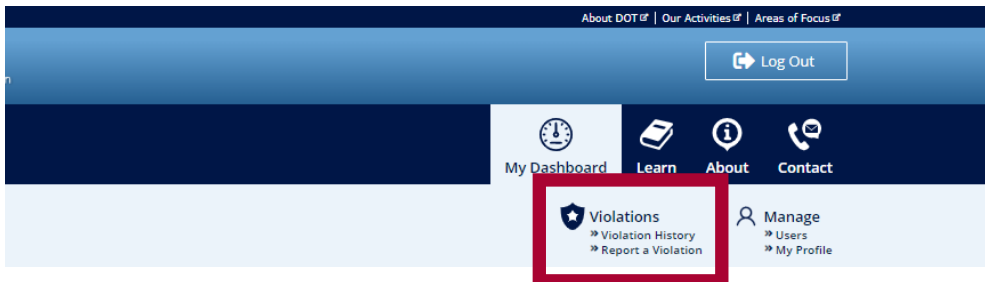 About DOT | Our Activities | Areas of Focus
n
Log Out
My Dashboard Learn About Contact
Violations
» Violation History
» Report a Violation
Manage
» Users
» My Profile